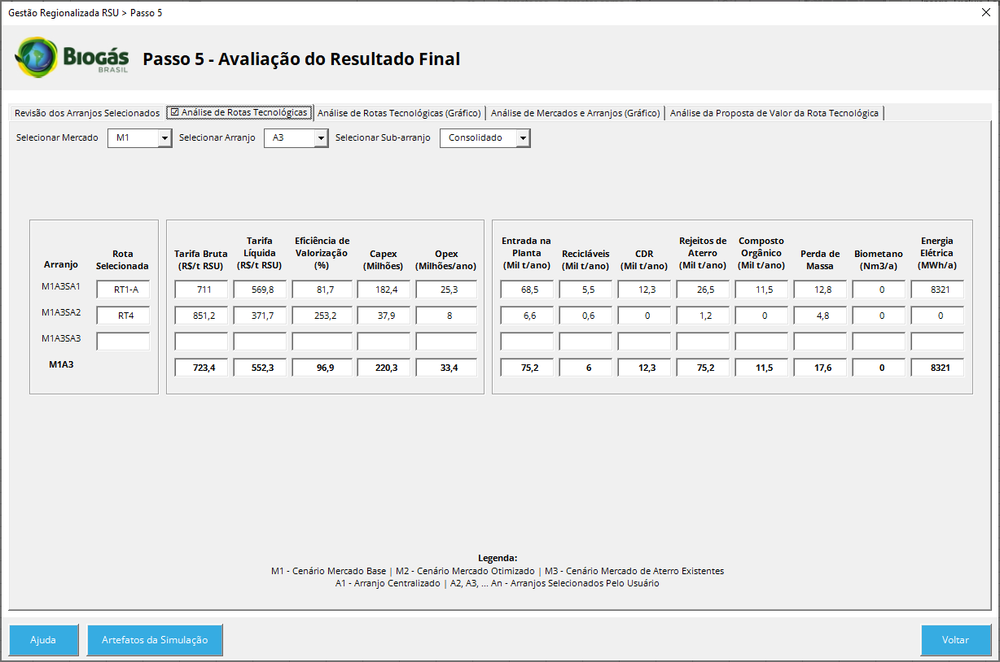 Gestão Regionalizada RSU > Passo 5
BIOGÁS
BRASIL
Passo 5 - Avaliação do Resultado Final
Revisão dos Arranjos Selecionados Análise de Rotas Tecnológicas Análise de Rotas Tecnológicas (Gráfico) Análise de Mercados e Arranjos (Gráfico) Análise da Proposta de Valor da Rota Tecnológica
Selecionar Mercado M1 Selecionar Arranjo A3 Selecionar Sub-arranjo Consolidado
Arranjo Rota Selecionada Tarifa Bruta (R$/t RSU) Tarifa Líquida (R$/t RSU) Eficiência de Valorização (%) Capex (Milhões) Opex (Milhões/ano) Entrada na Planta (Mil t/ano) Recicláveis (Mil t/ano) CDR (Mil t/ano) Rejeitos de Aterro (Mil t/ano) Composto Orgânico (Mil t/ano) Perda de Massa Biometano (Nm3/a) Energia Elétrica (MWh/a)
M1A3SA1 RT1-A 711 569,8 81,7 182,4 25,3 68,5 5,5 12,3 26,5 11,5 12,8 0 8321
M1A3SA2 RT4 851,2 371,7 253,2 37,9 8 6,6 0,6 0 1,2 0 4,8 0 0
M1A3SA3
M1A3 723,4 552,3 96,9 220,3 33,4 75,2 6 12,3 75,2 11,5 17,6 0 8321
Legenda:
M1 - Cenário Mercado Base | M2 - Cenário Mercado Otimizado | M3 - Cenário Mercado de Aterro Existentes
A1 - Arranjo Centralizado | A2, A3, ... An - Arranjos Selecionados Pelo Usuário
Ajuda Artefatos da Simulação Voltar